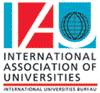 IAU
INTERNATIONAL
ASSOCIATION OF
UNIVERSITIES
INTERNATIONAL UNIVERSITIES BUREAU